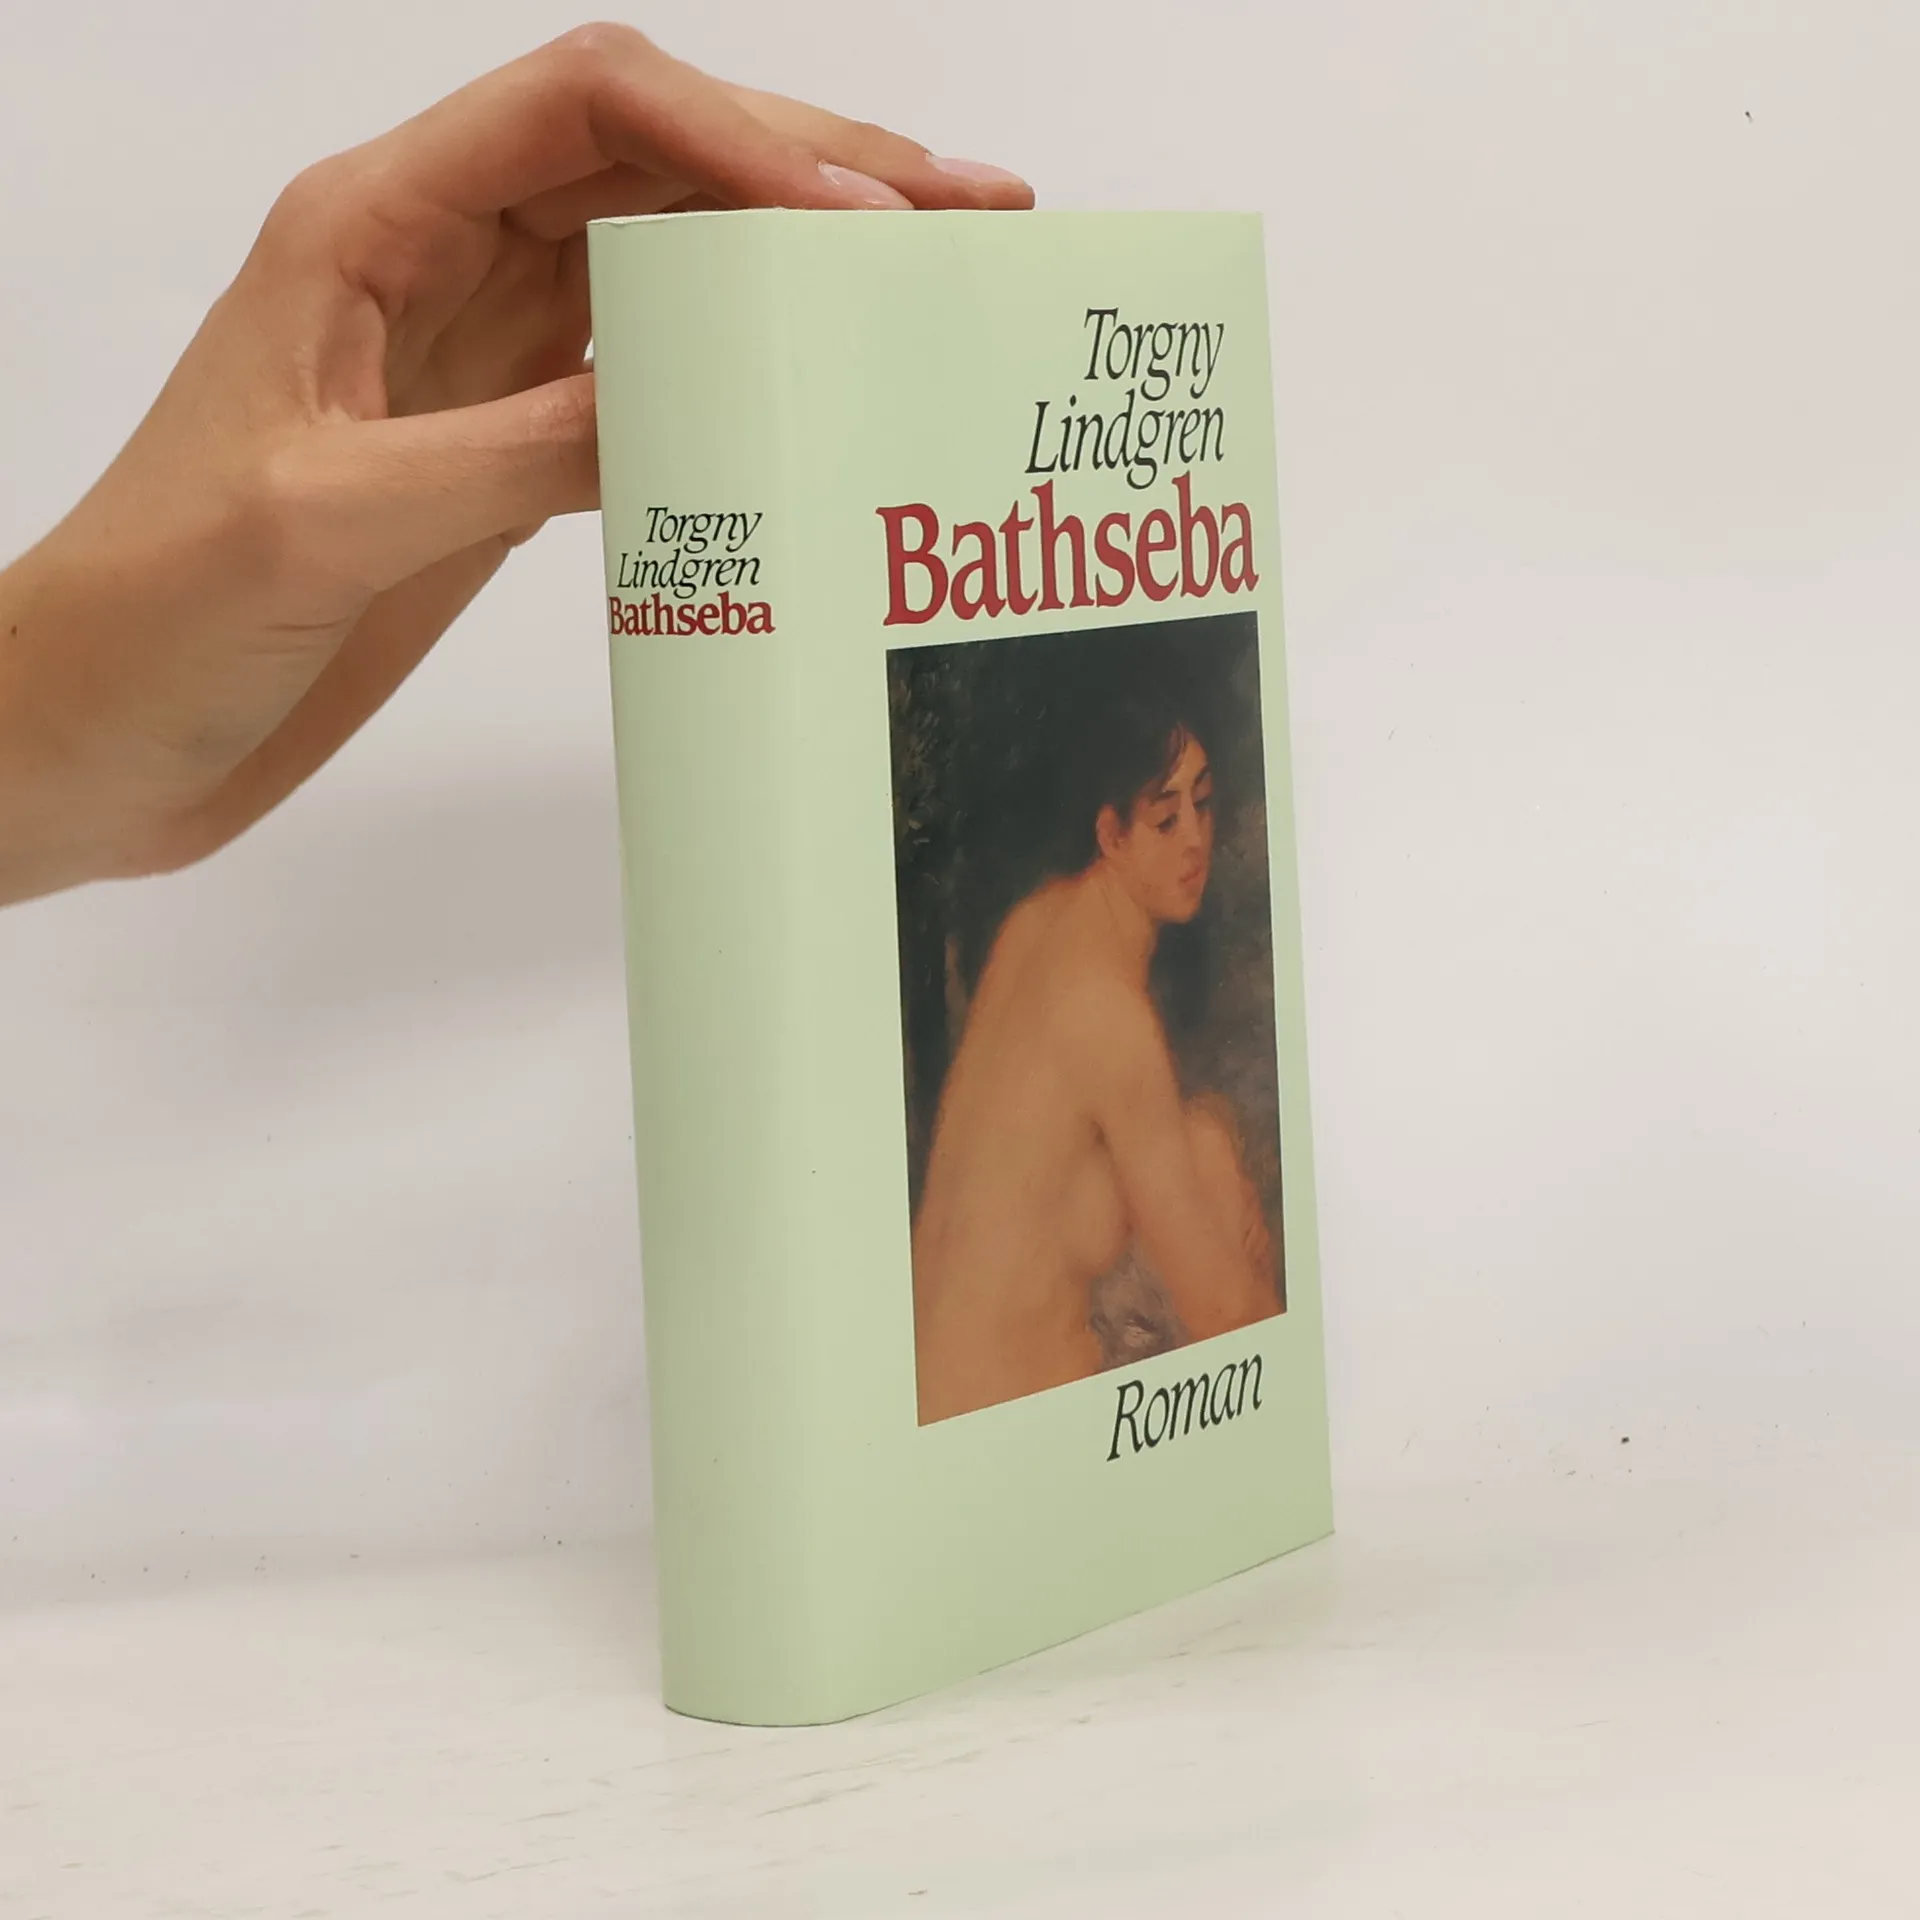 Torgny
Lindgren
Bathseba
Torgny
Lindgren
Bathseba
Roman